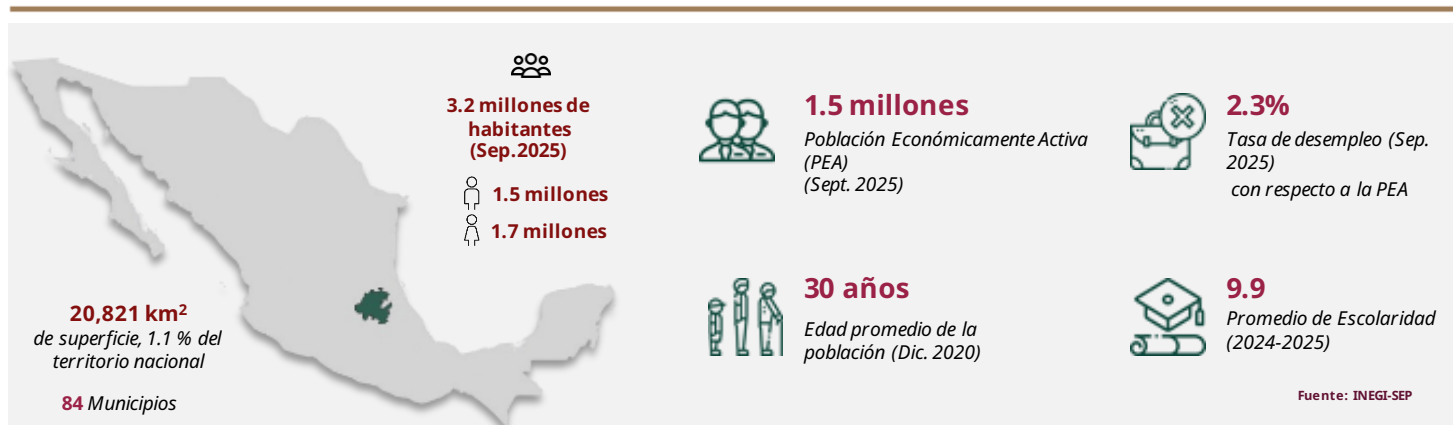 3.2 millones de
habitantes
(Sep.2025)
1.5 millones
1.7 millones
20,821 km²
de superficie, 1.1 % del
territorio nacional
84 Municipios
1.5 millones
Población Económicamente Activa
(PEA)
(Sept. 2025)
2.3%
Tasa de desempleo (Sep.
2025)
con respecto a la PEA
30 años
Edad promedio de la
población (Dic. 2020)
9.9
Promedio de Escolaridad
(2024-2025)
Fuente: INEGI-SEP